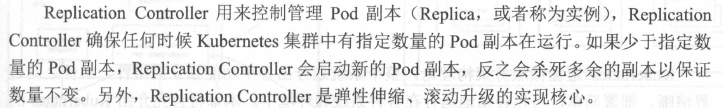 Replication Controller 用来控制管理 Pod 副本（Replica，或者称为实例），Replication
Controller 确保任何时候 Kubernetes 集群中有指定数量的 Pod 副本在运行。如果少于指定数
量的 Pod 副本，Replication Controller 会启动新的 Pod 副本，反之会杀死多余的副本以保证
数量不变。另外，Replication Controller 是弹性伸缩、滚动升级的实现核心。